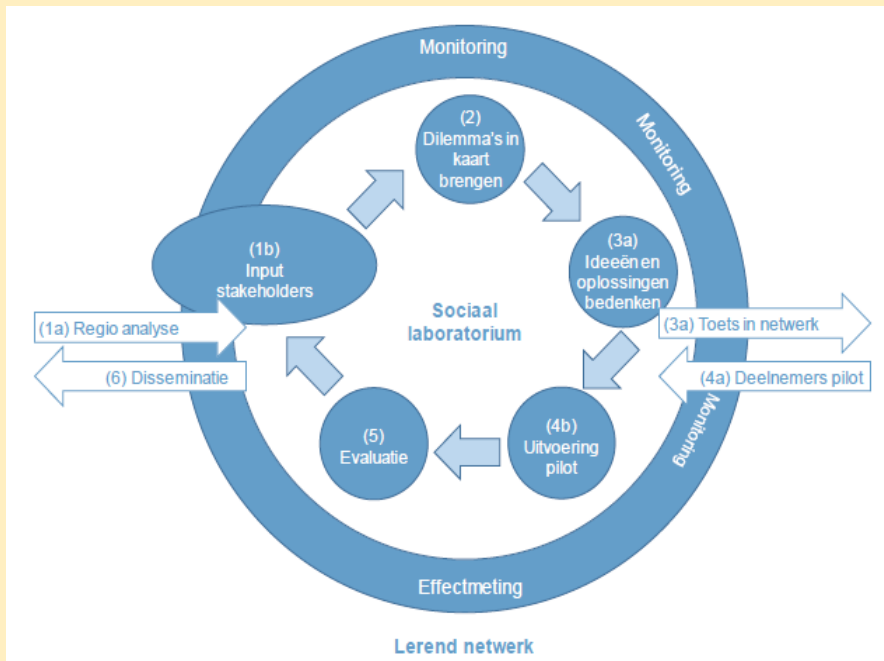 Monitoring
Monitoring
(2)
Dilemma's in
kaart
brengen
(1b)
Input
stakeholders
(3a)
Ideeën en
oplossingen
bedenken
Sociaal
laboratorium
(1a) Regio analyse
(3a) Toets in netwerk
(6) Disseminatie
(4a) Deelnemers pilot
Monitoring
(5)
Evaluatie
(4b)
Uitvoering
pilot
Effectmeting
Lerend netwerk